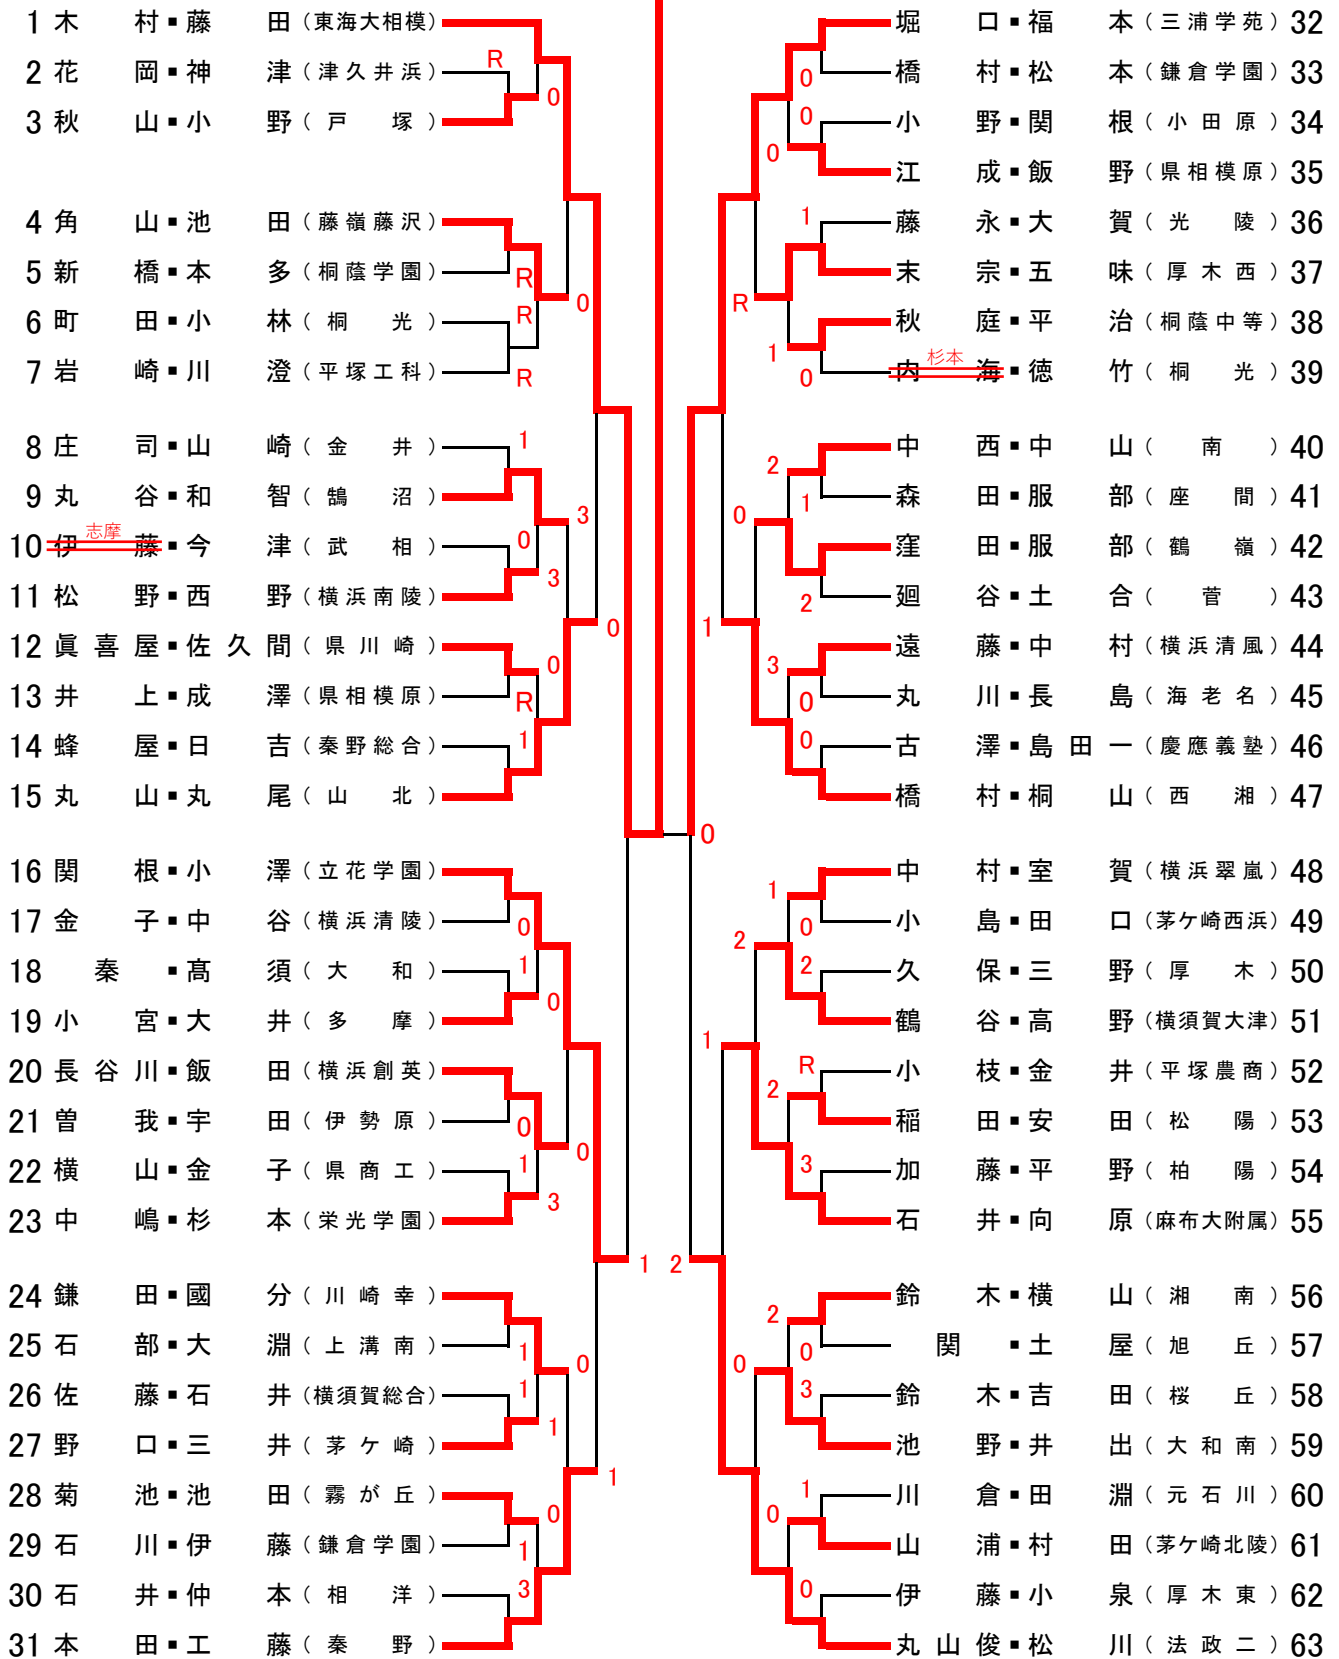 1 木村・藤田（東海大相模）
2 花岡・神津（津久井浜）
R
0
3 秋山・小野（戸塚）
4 角山・池田（藤嶺藤沢）
5 新橋・本多（桐蔭学園）
R
0
6 町田・小林（桐光）
R
7 岩崎・川澄（平塚工科）
R
8 庄司・山崎（金井）
1
9 丸谷・和智（鵠沼）
3
志摩
10 伊藤・今津（武相）
0
3
11 松野・西野（横浜南陵）
0
12 眞喜屋・佐久間（県川崎）
0
13 井上・成澤（県相模原）
R
14 蜂屋・日吉（秦野総合）
1
15 丸山・丸尾（山北）
16 関根・小澤（立花学園）
17 金子・中谷（横浜清陵）
0
18 秦・髙須（大和）
1
0
19 小宮・大井（多摩）
20 長谷川・飯田（横浜創英）
21 曽我・宇田（伊勢原）
0
0
22 横山・金子（県商工）
1
3
23 中嶋・杉本（栄光学園）
1
24 鎌田・國分（川崎幸）
25 石部・大淵（上溝南）
1
0
26 佐藤・石井（横須賀総合）
1
1
27 野口・三井（茅ケ崎）
1
28 菊池・池田（霧が丘）
0
29 石川・伊藤（鎌倉学園）
1
30 石井・仲本（相洋）
3
31 本田・工藤（秦野）
堀口・福本（三浦学苑）32
0
橋村・松本（鎌倉学園）33
0
小野・関根（小田原）34
0
江成・飯野（県相模原）35
1
藤永・大賀（光陵）36
末宗・五味（厚木西）37
R
秋庭・平治（桐蔭中等）38
1
杉本
0
内海・徳竹（桐光）39
中西・中山（南）40
2
森田・服部（座間）41
1
0
窪田・服部（鶴嶺）42
廻谷・土合（菅）43
2
1
遠藤・中村（横浜清風）44
3
丸川・長島（海老名）45
0
古澤・島田一（慶應義塾）46
0
橋村・桐山（西湘）47
0
中村・室賀（横浜翠嵐）48
1
小島・田口（茅ケ崎西浜）49
0
2
久保・三野（厚木）50
2
鶴谷・高野（横須賀大津）51
1
小枝・金井（平塚農商）52
R
2
稲田・安田（松陽）53
加藤・平野（柏陽）54
3
石井・向原（麻布大附属）55
2
鈴木・横山（湘南）56
2
関・土屋（旭丘）57
0
0
鈴木・吉田（桜丘）58
3
池野・井出（大和南）59
川倉・田淵（元石川）60
1
0
山浦・村田（茅ケ崎北陵）61
伊藤・小泉（厚木東）62
0
丸山俊・松川（法政二）63